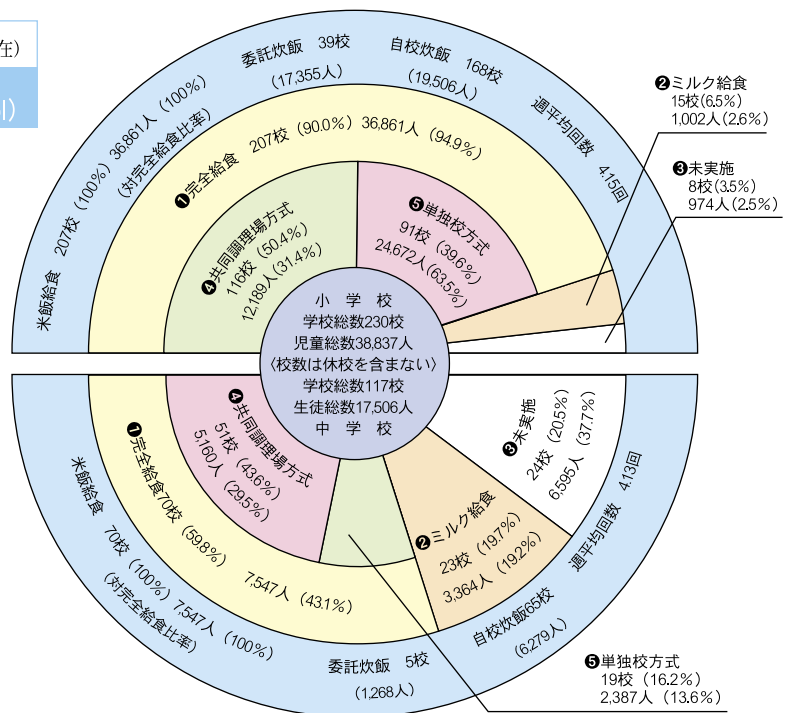 在)
別)
委託炊飯　39校
(17,355人)
自校炊飯　168校
(19,506人)
週平均回数　4.15回
米飯給食　207校（100%）36,861人（100%）
（対完全給食比率）
❶完全給食　207校（90.0%）36,861人（94.9%）
❹共同調理場方式
116校（50.4%）
12,189人（31.4%）
❺単独校方式
91校（39.6%）
24,672人(63.5%)
❷ミルク給食
15校(6.5%)
1,002人(2.6%)
❸未実施
8校(3.5%)
974人(2.5%)
小　学　校
学校総数230校
児童総数38,837人
〈校数は休校を含まない〉
学校総数117校
生徒総数17,506人
中　学　校
❹共同調理場方式
51校（43.6%）
5,160人（29.5%）
❶完全給食70校（59.8%）　7,547人（43.1%）
米飯給食　70校（100%）7,547人（100%）
（対完全給食比率）
❸未実施
24校（20.5%）
6,595人（37.7%）
❷ミルク給食
23校（19.7%）
3,364人（19.2%）
週平均回数　4.13回
自校炊飯65校
(6,279人)
委託炊飯　5校
(1,268人)
❺単独校方式
19校（16.2%）
2,387人（13.6%）